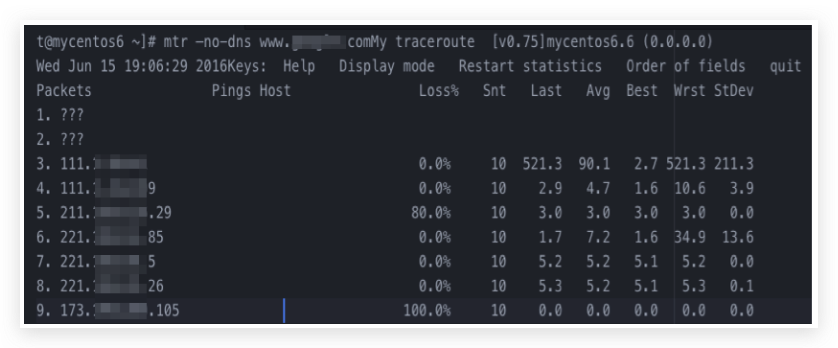 t@mycentos6 ~]# mtr –no-dns www. comMy traceroute [v0.75]mycentos6.6 (0.0.0.0)
Wed Jun 15 19:06:29 2016Keys: Help Display mode Restart statistics Order of fields quit
Packets Pings Host Loss% Snt Last Avg Best Wrst StDev
1. ???
2. ???
3. 111. 0.0% 10 521.3 90.1 2.7 521.3 211.3
4. 111. 9 0.0% 10 2.9 4.7 1.6 10.6 3.9
5. 211. .29 80.0% 10 3.0 3.0 3.0 3.0 0.0
6. 221. 85 0.0% 10 1.7 7.2 1.6 34.9 13.6
7. 221. 5 0.0% 10 5.2 5.2 5.1 5.2 0.0
8. 221. 26 0.0% 10 5.3 5.2 5.1 5.3 0.1
9. 173. .105 100.0% 10 0.0 0.0 0.0 0.0 0.0